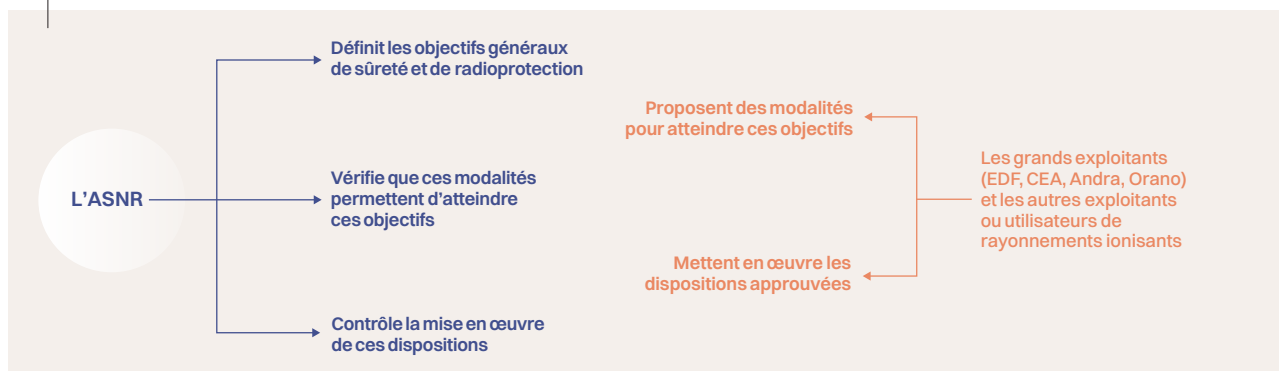 Définit les objectifs généraux
de sûreté et de radioprotection
Proposent des modalités
pour atteindre ces objectifs
Les grands exploitants
(EDF, CEA, Andra, Orano)
et les autres exploitants
ou utilisateurs de
rayonnements ionisants
L’ASNR
Vérifie que ces modalités
permettent d’atteindre
ces objectifs
Mettent en œuvre les
dispositions approuvées
Contrôle la mise en œuvre
de ces dispositions